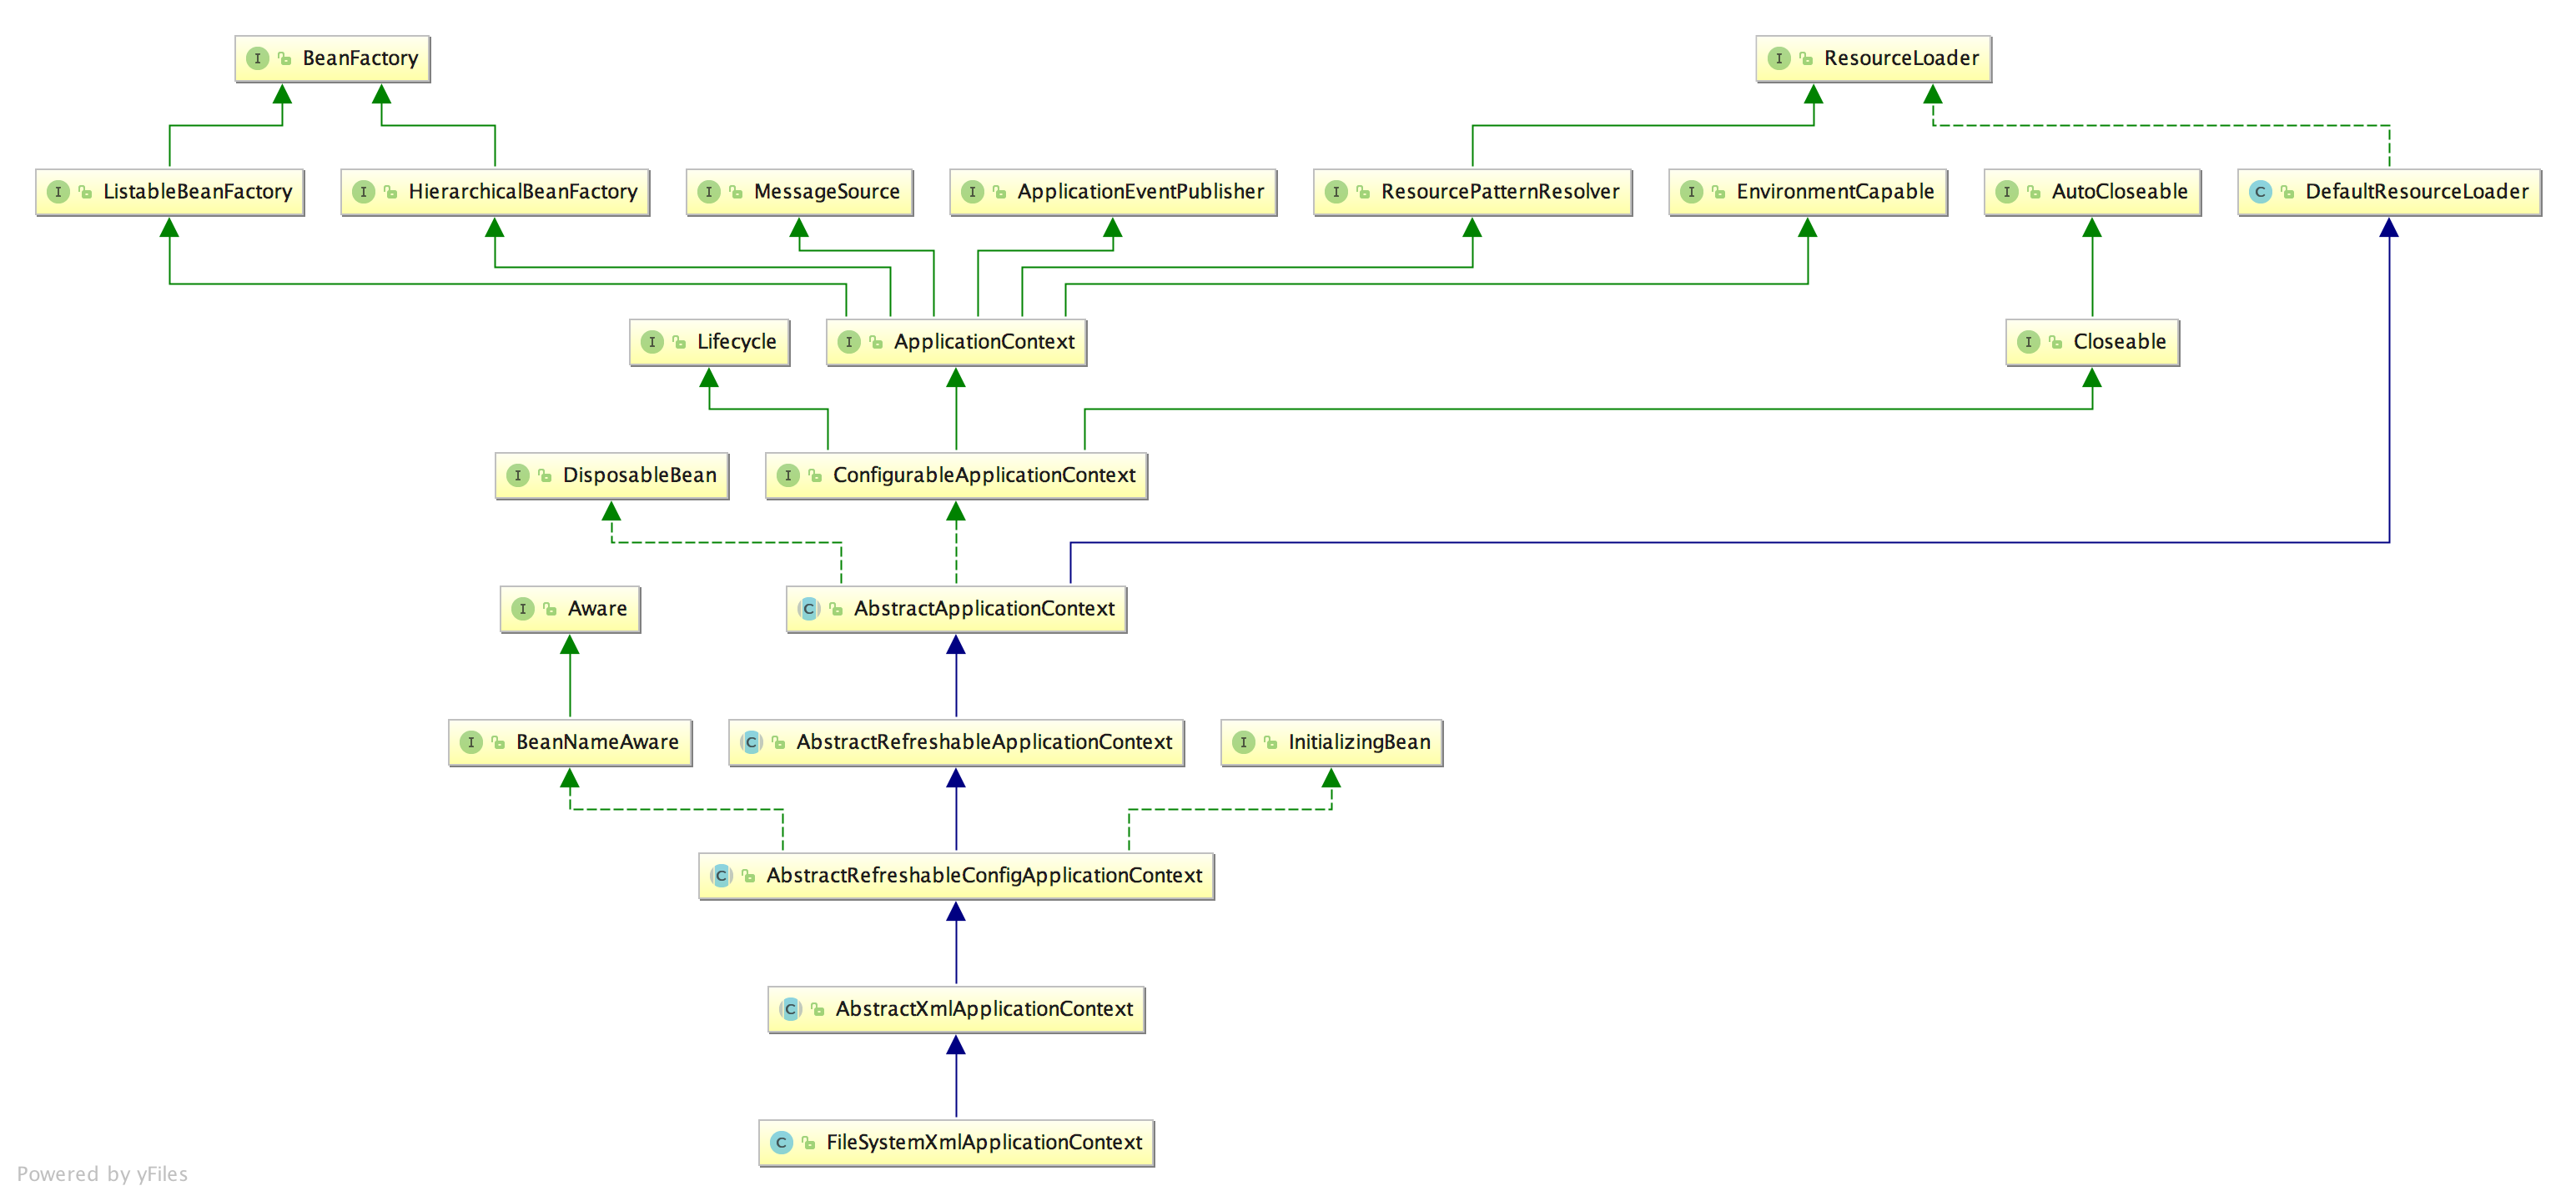 BeanFactory
ResourceLoader
ListableBeanFactory
HierarchicalBeanFactory
MessageSource
ApplicationEventPublisher
ResourcePatternResolver
EnvironmentCapable
AutoCloseable
DefaultResourceLoader
Lifecycle
ApplicationContext
Closeable
DisposableBean
ConfigurableApplicationContext
Aware
AbstractApplicationContext
BeanNameAware
AbstractRefreshableApplicationContext
InitializingBean
AbstractRefreshableConfigApplicationContext
AbstractXmlApplicationContext
FileSystemXmlApplicationContext
Powered by yFiles